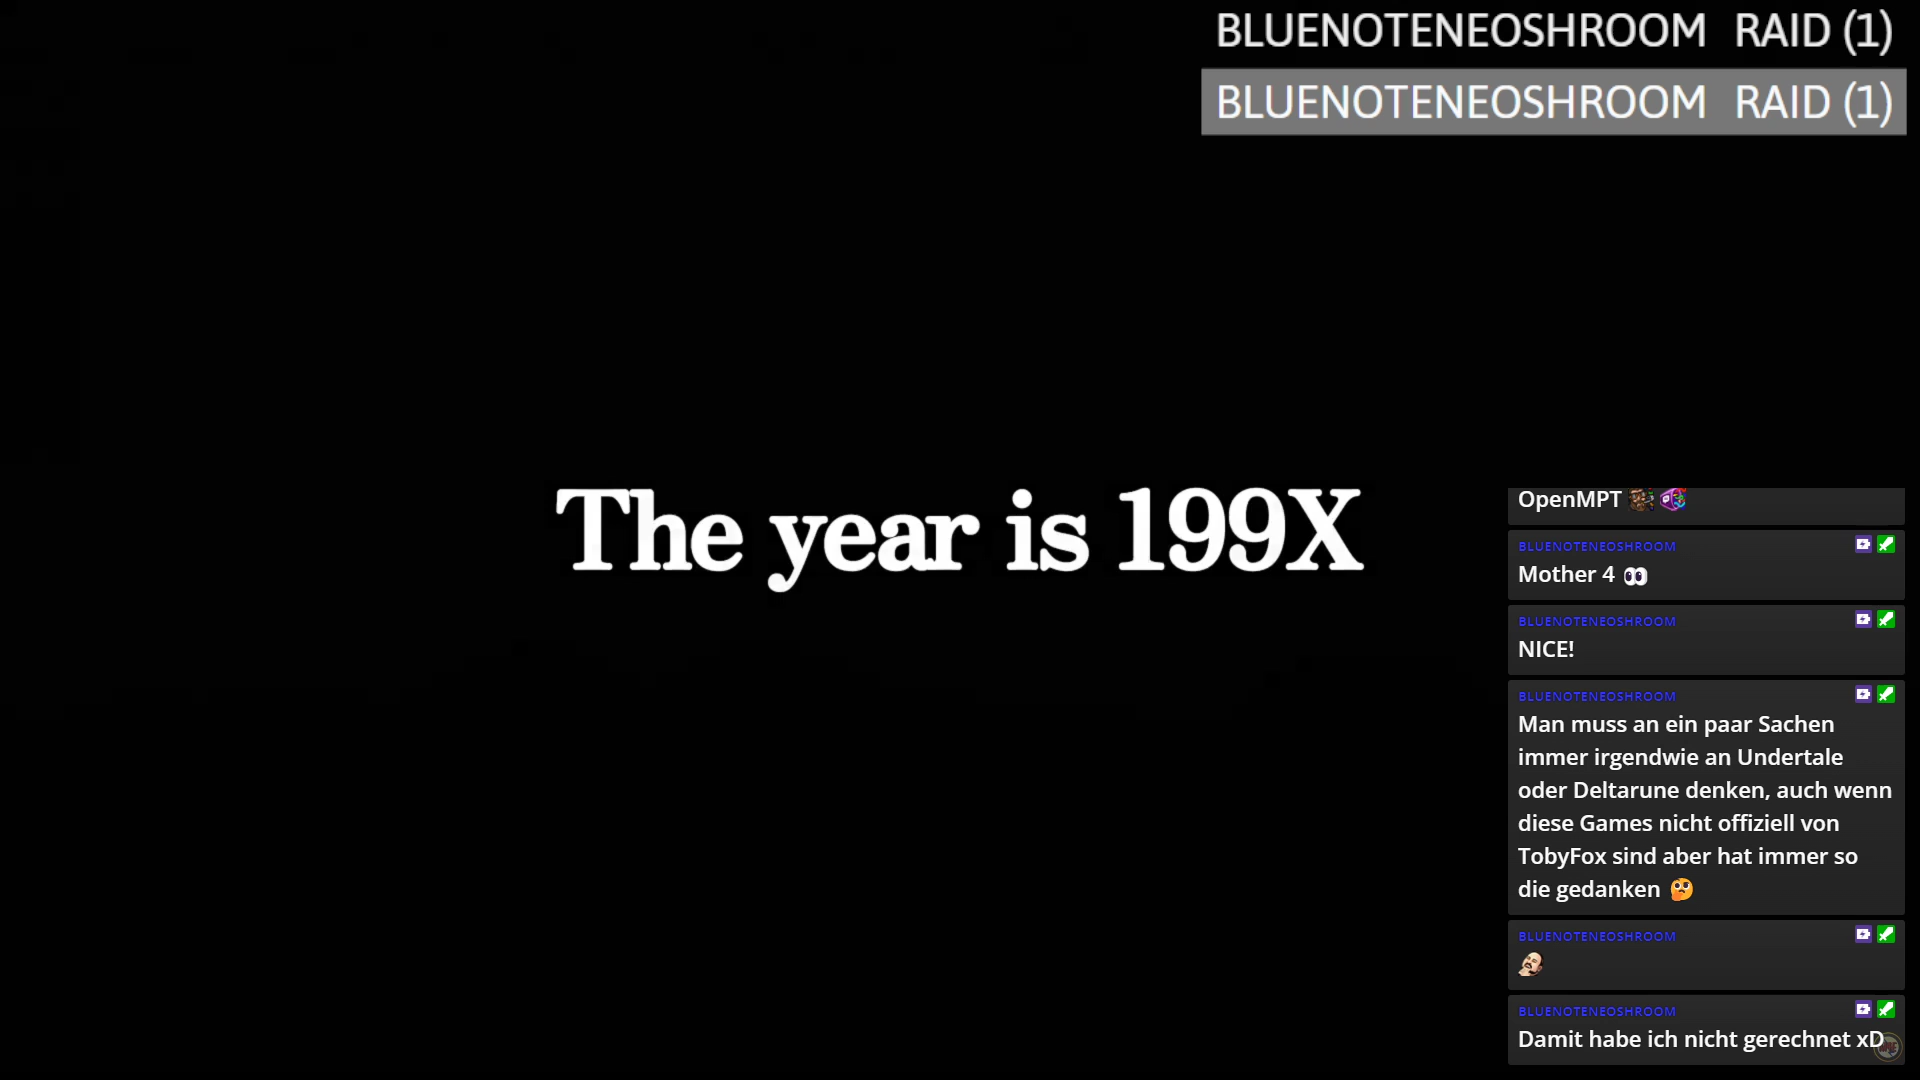 BLUENOTENEOSHROOM RAID (1)
BLUENOTENEOSHROOM RAID (1)
The year is 199X
OpenMPT
BLUENOTENEOSHROOM
Mother 4 👀
BLUENOTENEOSHROOM
NICE!
BLUENOTENEOSHROOM
Man muss an ein paar Sachen
immer irgendwie an Undertale
oder Deltarune denken, auch wenn
diese Games nicht offiziell von
TobyFox sind aber hat immer so
die gedanken 🤔
BLUENOTENEOSHROOM
BLUENOTENEOSHROOM
Damit habe ich nicht gerechnet xD